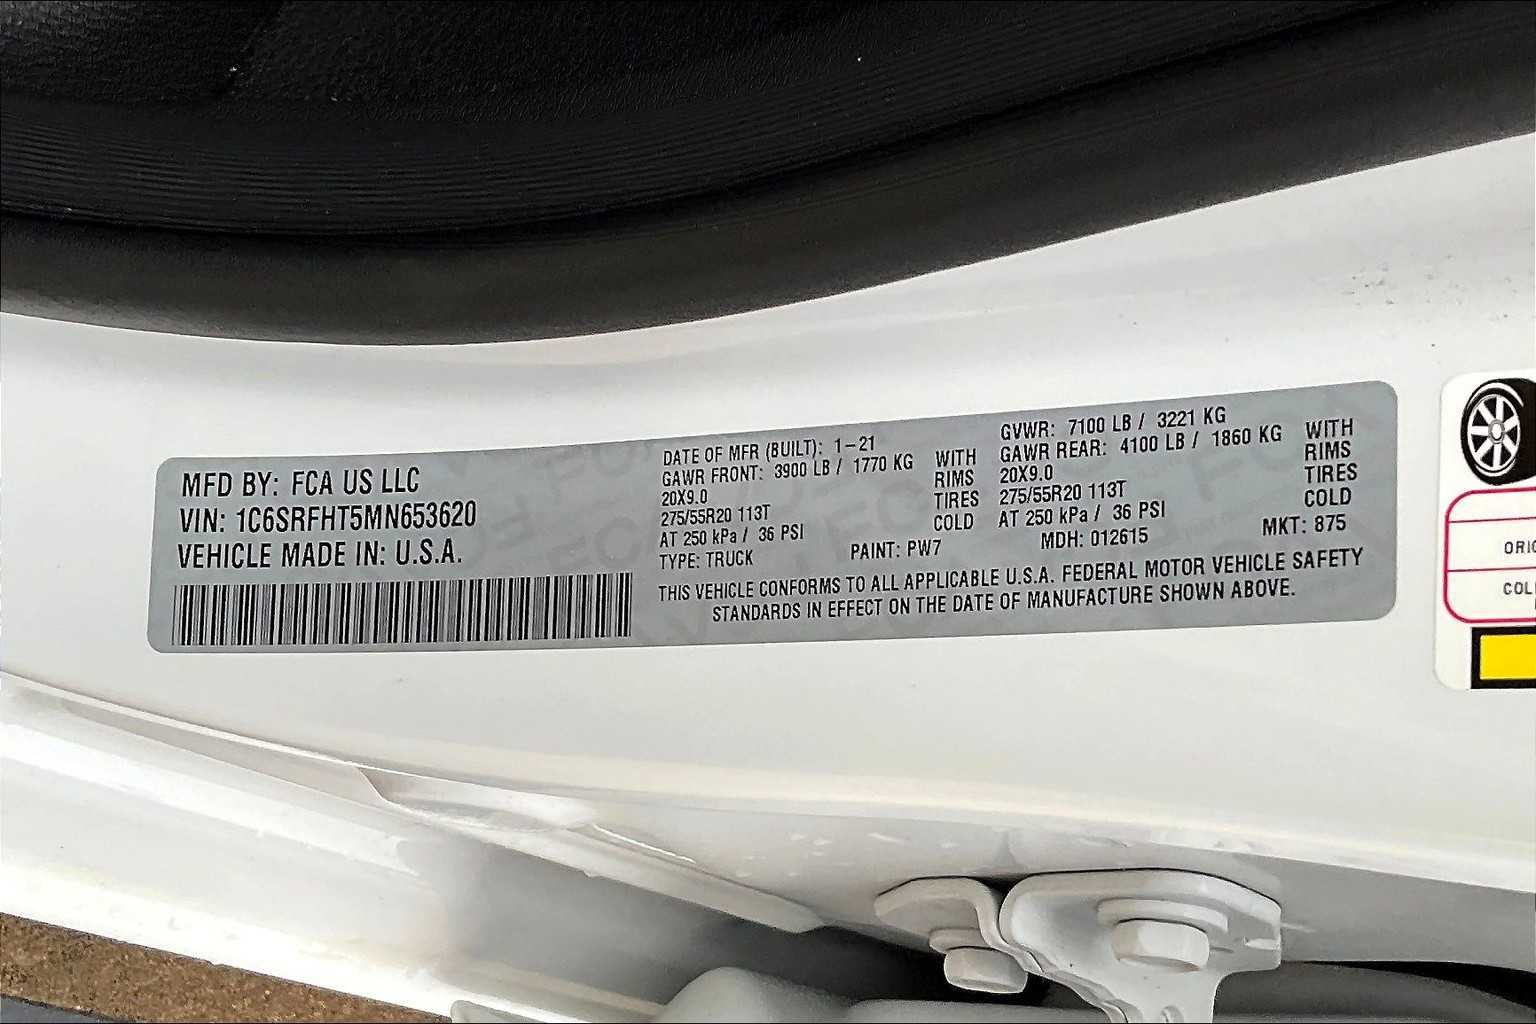 MFD BY: FCA US LLC
VIN: 1C6SRFHT5MN653620
VEHICLE MADE IN: U.S.A.
DATE OF MFR (BUILT): 1-21
GAWR FRONT: 3900 LB / 1770 KG WITH
20X9.0 RIMS
275/55R20 113T TIRES
AT 250 kPa / 36 PSI COLD
TYPE: TRUCK PAINT: PW7
GVWR: 7100 LB / 3221 KG
GAWR REAR: 4100 LB / 1860 KG WITH
20X9.0 RIMS
275/55R20 113T TIRES
AT 250 kPa / 36 PSI COLD
MDH: 012615 MKT: 875
THIS VEHICLE CONFORMS TO ALL APPLICABLE U.S.A. FEDERAL MOTOR VEHICLE SAFETY
STANDARDS IN EFFECT ON THE DATE OF MANUFACTURE SHOWN ABOVE.